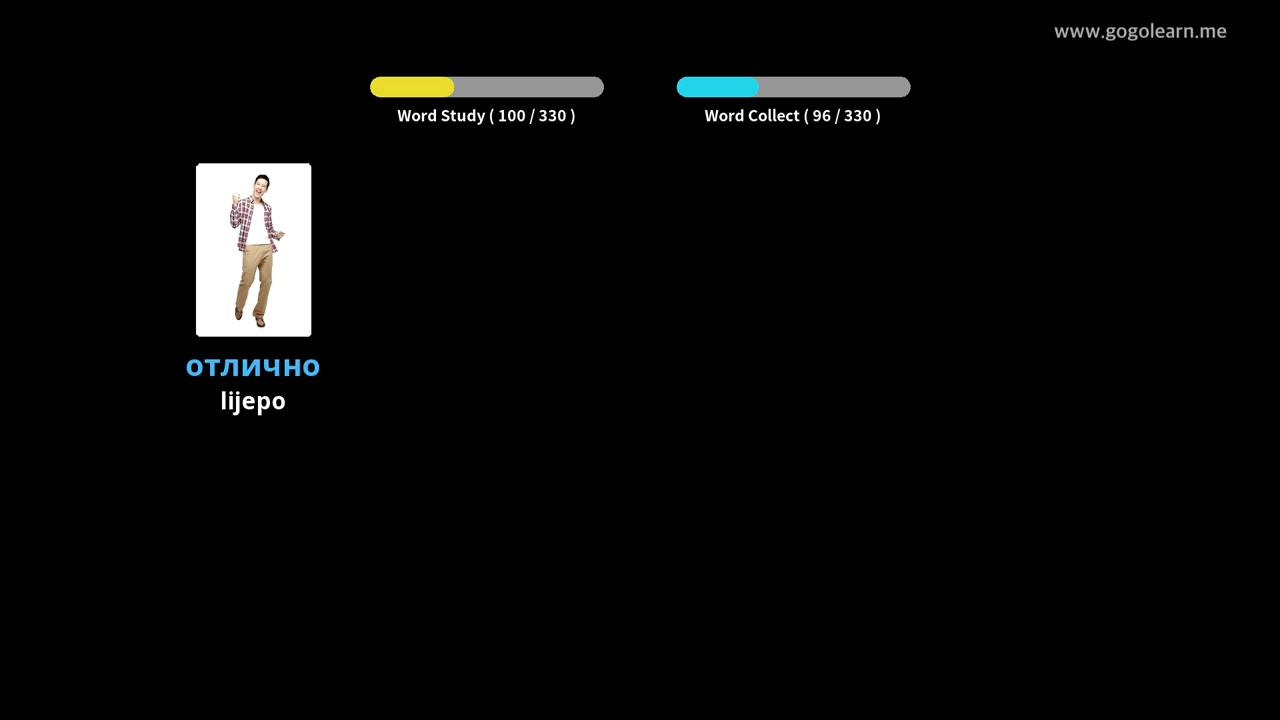 www.gogolearn.me
Word Study ( 100 / 330 )
Word Collect ( 96 / 330 )
отлично
lijepo